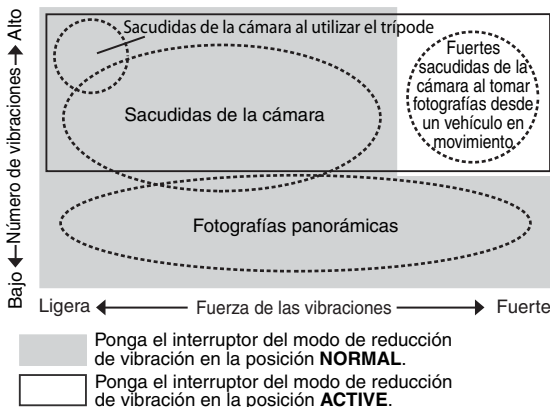 Sacudidas de la cámara al utilizar el trípode
Fuertes
sacudidas de la
cámara al tomar
fotografías desde
un vehículo en
movimiento.
Sacudidas de la cámara
Fotografías panorámicas
Bajo ←Número de vibraciones→ Alto
Ligera ← Fuerza de las vibraciones → Fuerte
Ponga el interruptor del modo de reducción
de vibración en la posición NORMAL.
Ponga el interruptor del modo de reducción
de vibración en la posición ACTIVE.